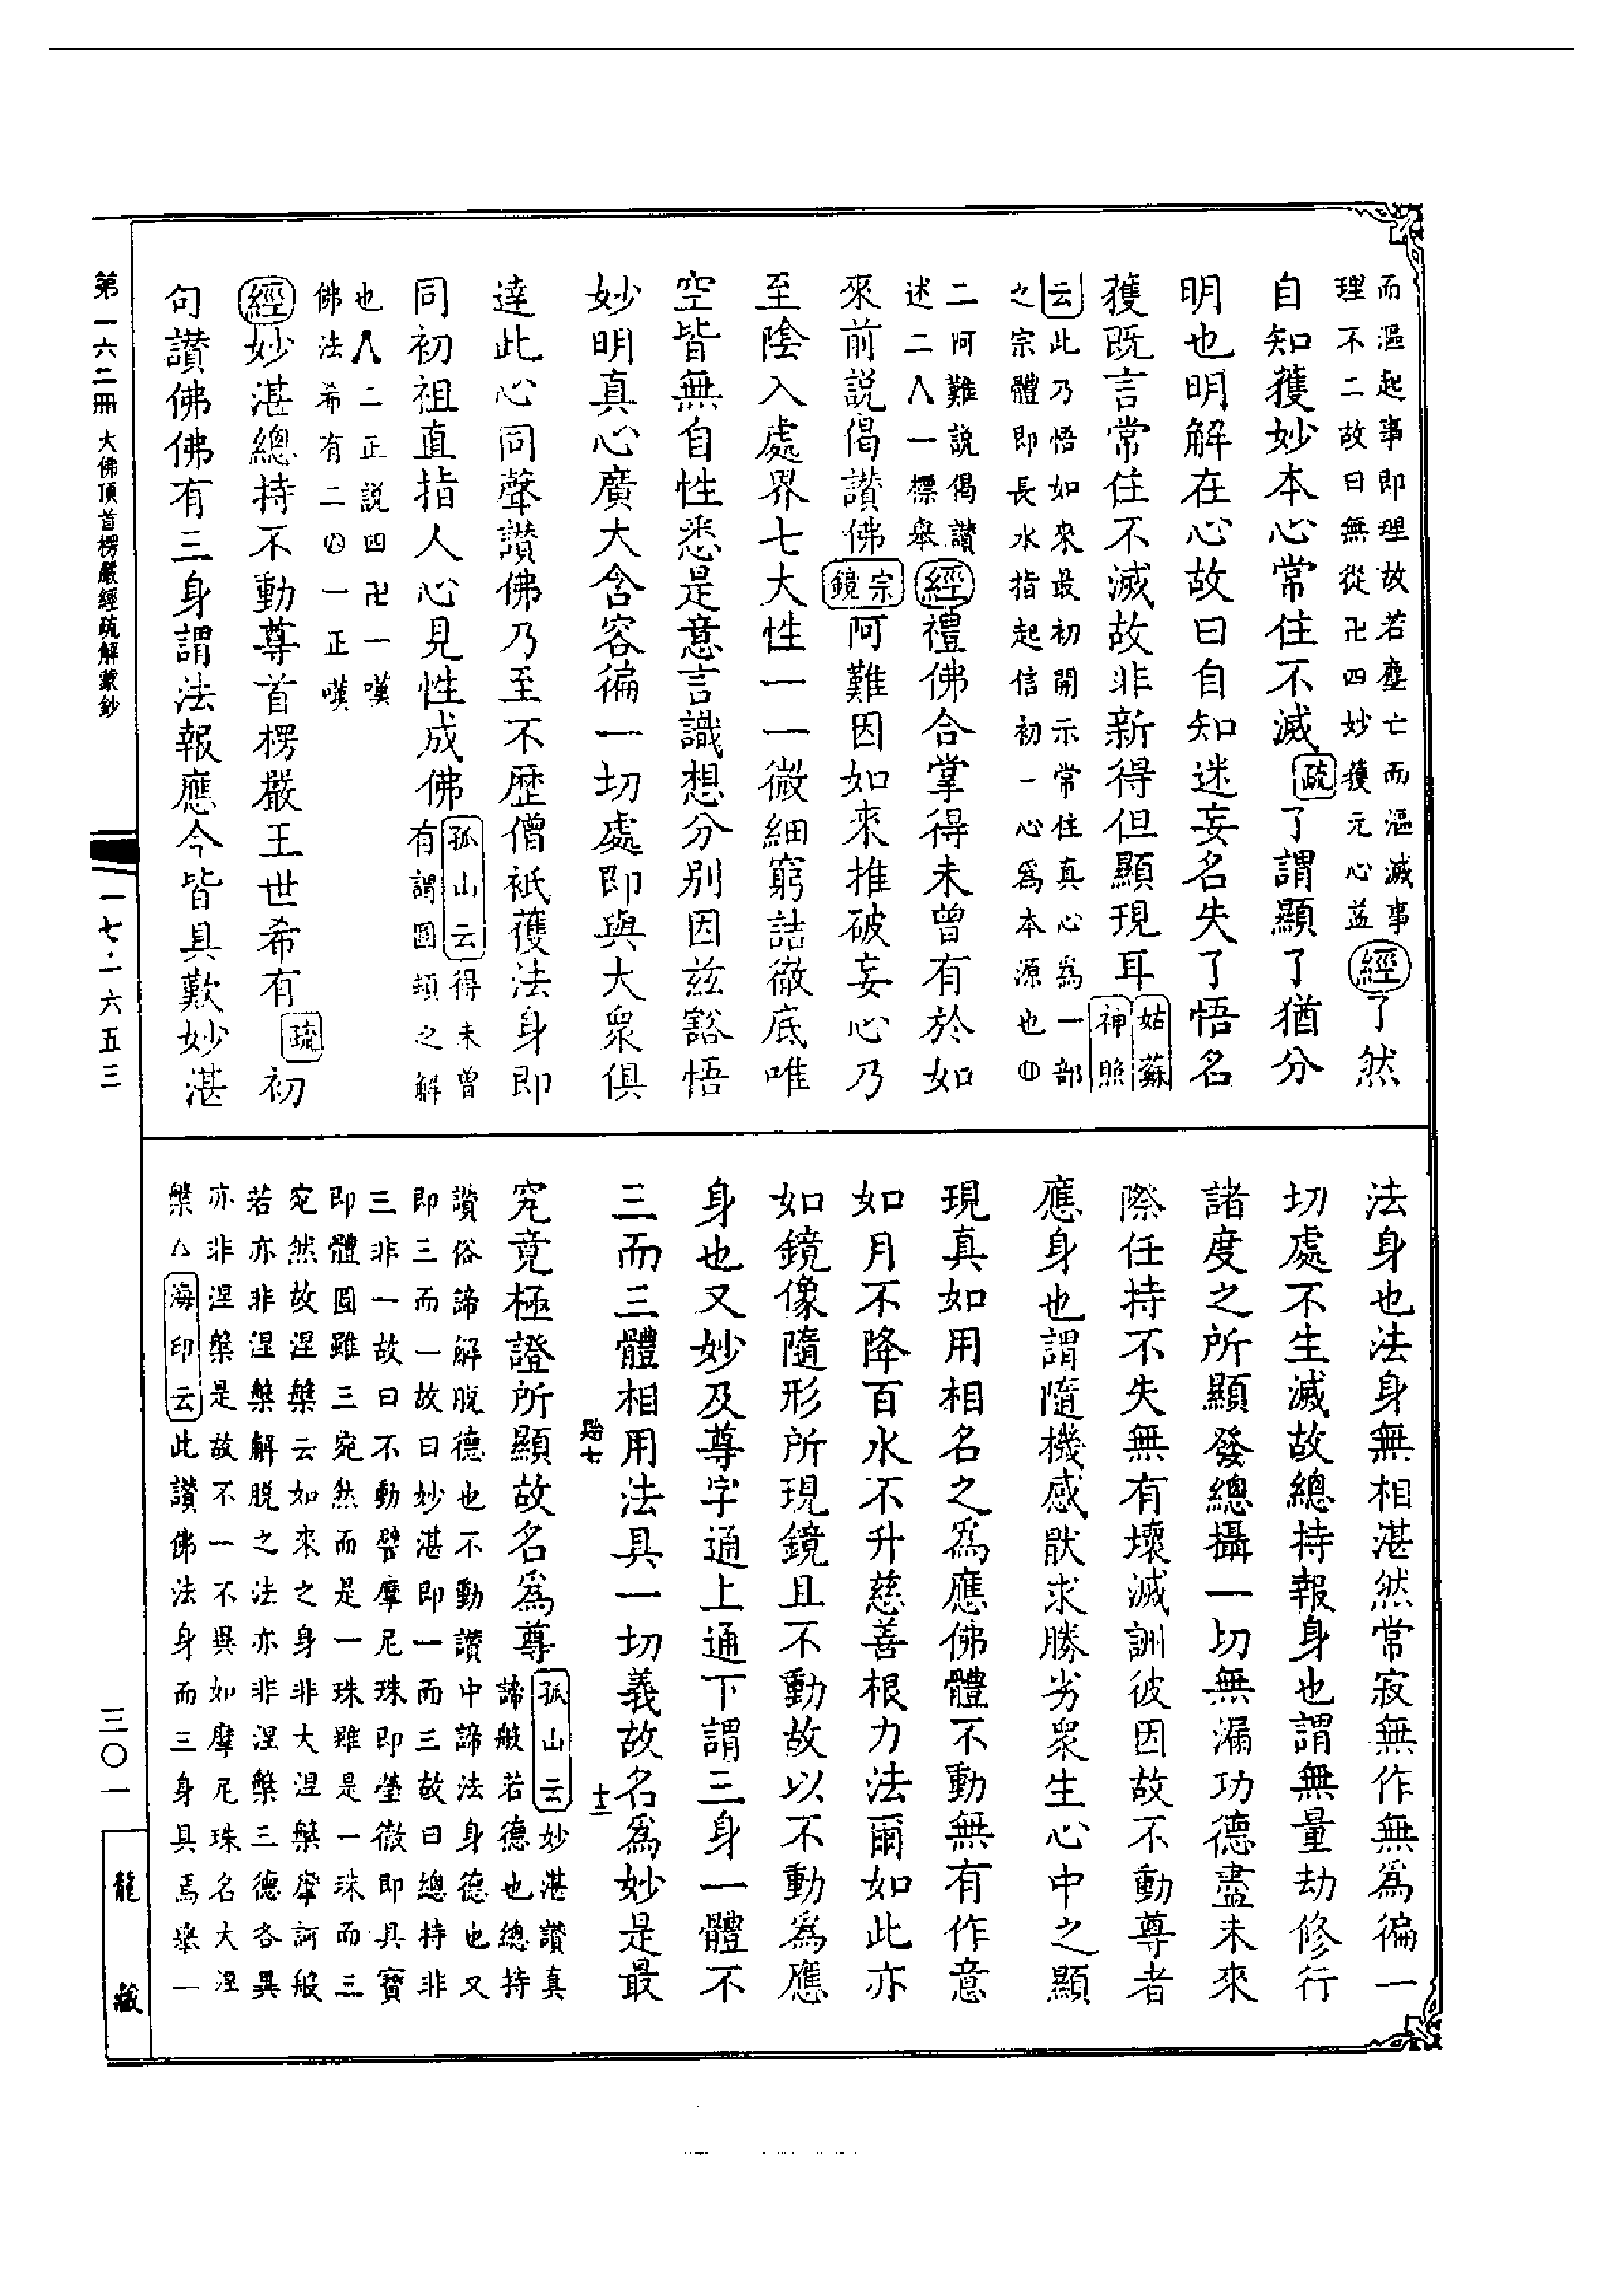 而漚起事即理故若塵亡而漚滅事
理不二故曰無從卍四妙獲元心並
經了然
自知獲妙本心常住不滅疏了謂顯了猶分
明也明解在心故曰自知迷妄名失了悟名
獲既言常住不滅故非新得但顯現耳姑蘇神照
云此乃悟如來最初開示常住真心為一部
之宗體即長水指起信初一心為本源也
二阿難說偈讚
述二人一標舉
經禮佛合掌得未曾有於如
來前說偈讃佛宗鏡阿難因如來推破妄心乃
至陰入處界七大性一一微細窮詰徹底唯
空皆無自性悉是意言識想分別因茲豁悟
妙明真心廣大含容徧一切處即與大眾俱
達此心同聲讃佛乃至不歷僧祇獲法身即
同初祖直指人心見性成佛孤山云得未曾
有謂圓頓之解
也人二正説四卍一嘆
佛法希有二一正嘆
經妙湛總持不動尊首楞嚴王世希有疏初
句讃佛佛有三身謂法報應今皆具歎妙湛
法身也法身無相湛然常寂無作無為徧一
切處不生滅故總持報身也謂無量劫修行
諸度之所顯發總攝一切無漏功德盡未來
際任持不失無有壞滅訓彼因故不動尊者
應身也謂隨機感猒求勝劣眾生心中之顯
現真如用相名之為應佛體不動無有作意
如月不降百水不升慈善根力法爾如此亦
如鏡像隨形所現鏡且不動故以不動為應
身也又妙及尊字通上通下謂三身一體不
三而三體相用法具一切義故名為妙是最
究竟極證所顯故名為尊孤山云妙湛讚真
諦般若德也總持
讚俗諦解脫德也不動讚中諦法身德也又
即三而一故曰妙湛即一而三故曰總持非
三非一故曰不動譬摩尼珠即瑩徹即具寶
即體圓雖三宛然而是一珠雖是一珠而三
宛然故涅槃云如來之身非大涅槃摩訶般
若亦非涅槃解脫之法亦非涅槃三德各異
亦非涅槃是故不一不異如摩尼珠名大涅
槃海印云此讃佛法身而三身具焉舉一
第一六二冊 大佛頂首楞嚴經疏解蒙鈔
一七·一六五三
三〇一
龍藏
十三